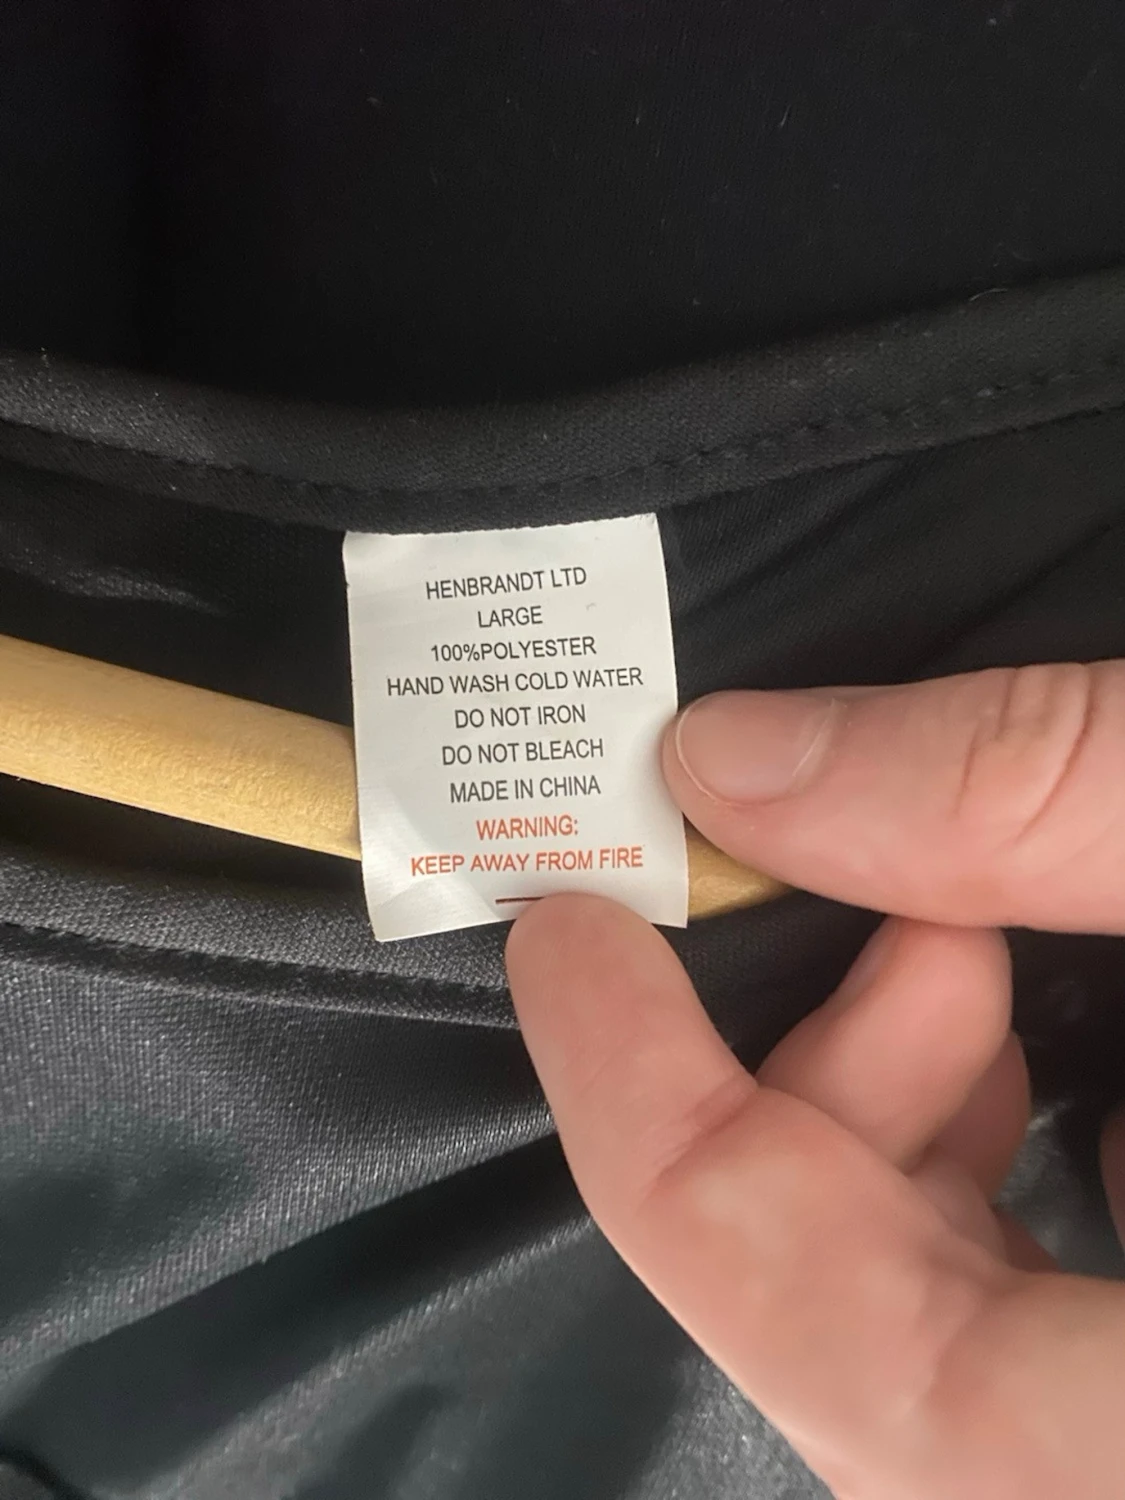 HENBRANDT LTD
LARGE
100%POLYESTER
HAND WASH COLD WATER
DO NOT IRON
DO NOT BLEACH
MADE IN CHINA
WARNING:
KEEP AWAY FROM FIRE